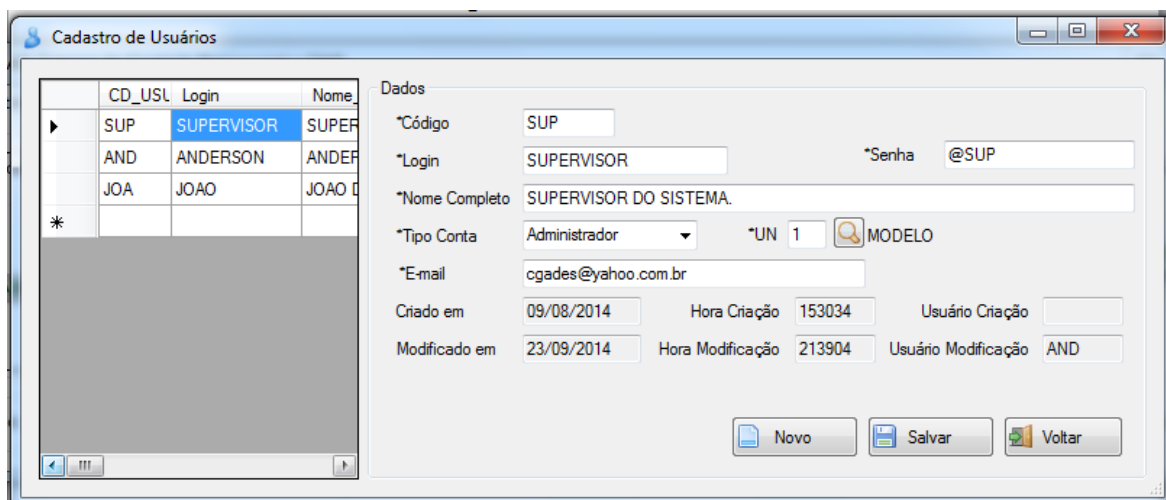 Cadastro de Usuários
CD_USU Login Nome_
SUP SUPERVISOR SUPER
AND ANDERSON ANDER
JOA JOAO JOAO D
Dados
*Código SUP
*Login SUPERVISOR *Senha @SUP
*Nome Completo SUPERVISOR DO SISTEMA.
*Tipo Conta Administrador *UN 1 MODELO
*E-mail cgades@yahoo.com.br
Criado em 09/08/2014 Hora Criação 153034 Usuário Criação
Modificado em 23/09/2014 Hora Modificação 213904 Usuário Modificação AND
Novo Salvar Voltar